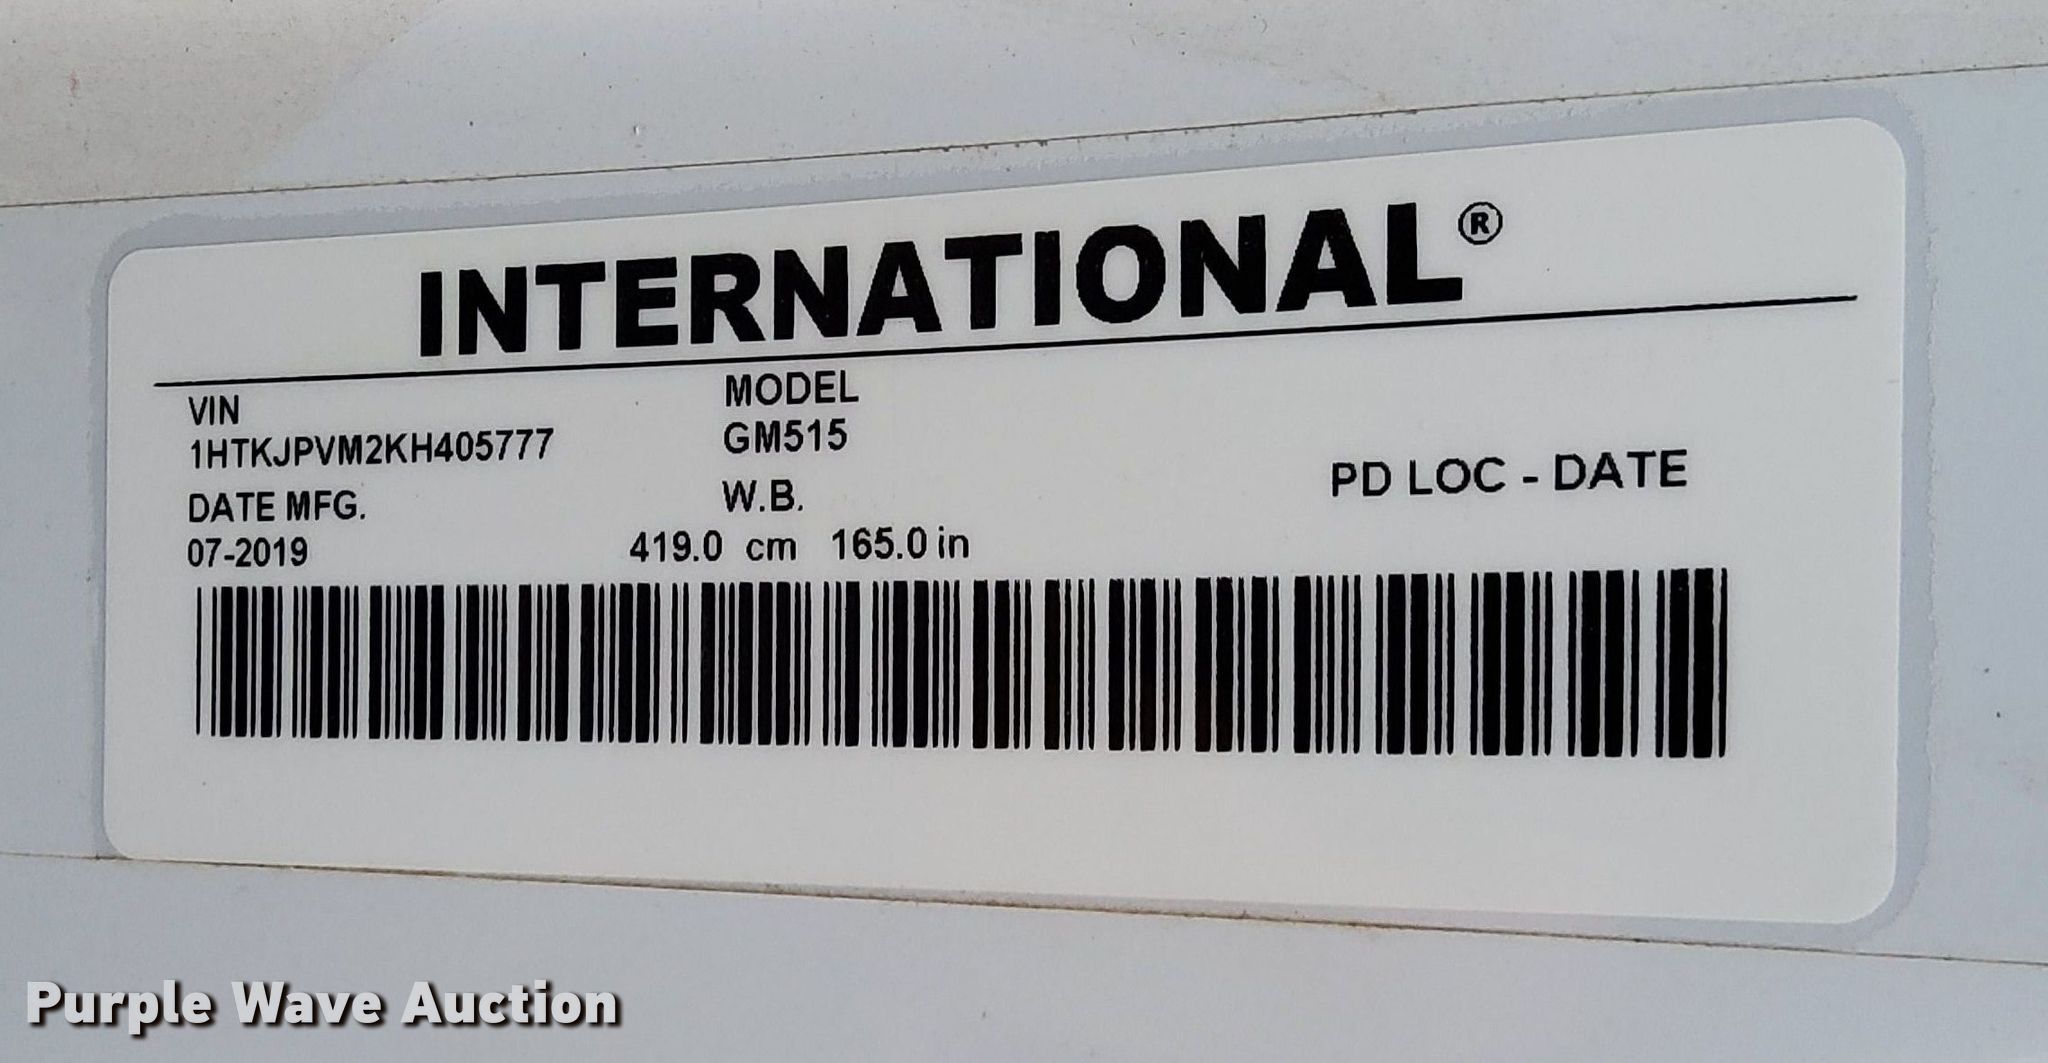 INTERNATIONAL®
VIN
1HTKJPVM2KH405777
MODEL
GM515
DATE MFG.
07-2019
W.B.
419.0 cm 165.0 in
PD LOC - DATE
Purple Wave Auction